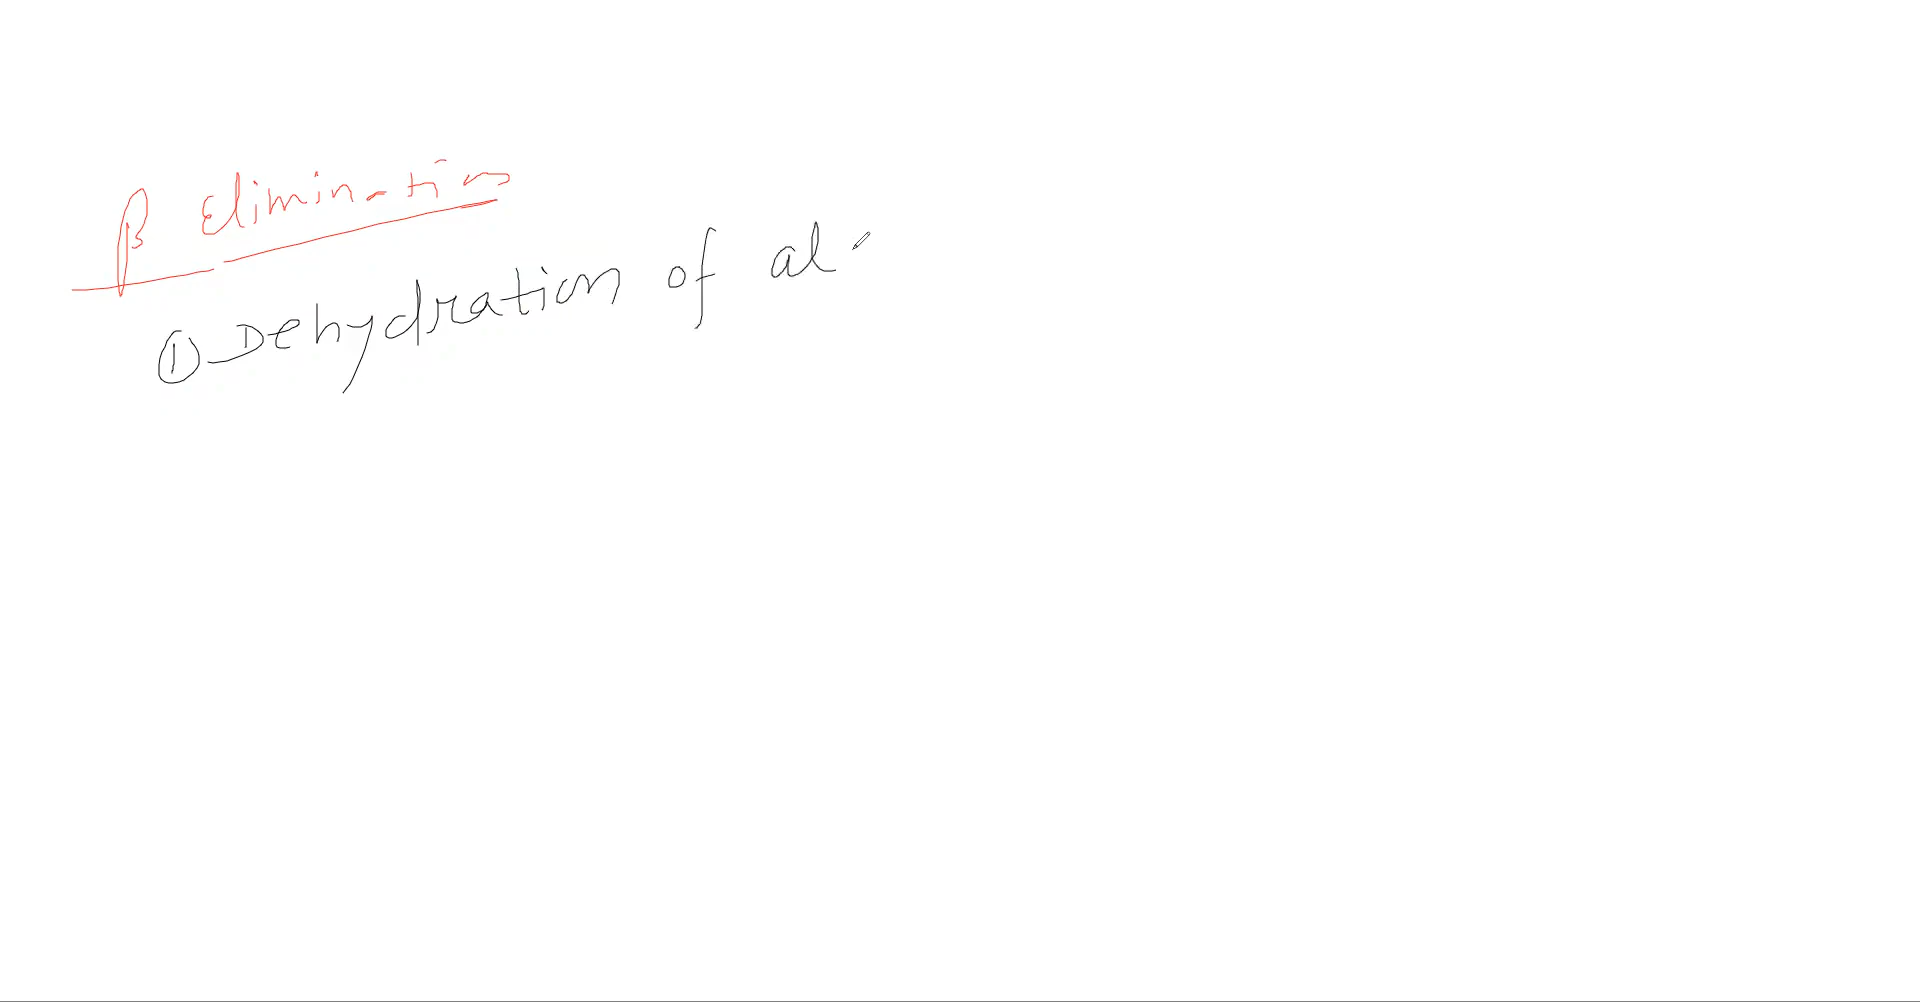 β Elimination
① Dehydration of al